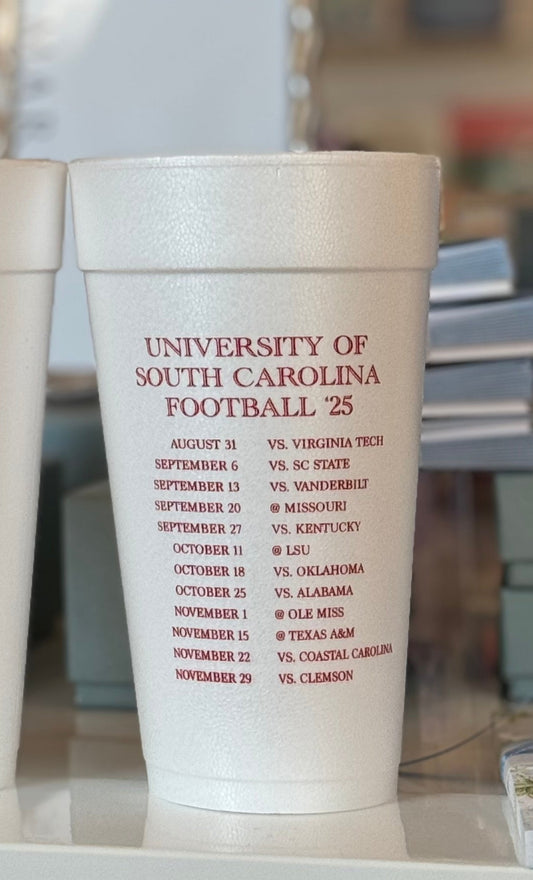 UNIVERSITY OF
SOUTH CAROLINA
FOOTBALL '25
AUGUST 31 VS. VIRGINIA TECH
SEPTEMBER 6 VS. SC STATE
SEPTEMBER 13 VS. VANDERBILT
SEPTEMBER 20 @ MISSOURI
SEPTEMBER 27 VS. KENTUCKY
OCTOBER 11 @ LSU
OCTOBER 18 VS. OKLAHOMA
OCTOBER 25 VS. ALABAMA
NOVEMBER 1 @ OLE MISS
NOVEMBER 15 @ TEXAS A&M
NOVEMBER 22 VS. COASTAL CAROLINA
NOVEMBER 29 VS. CLEMSON